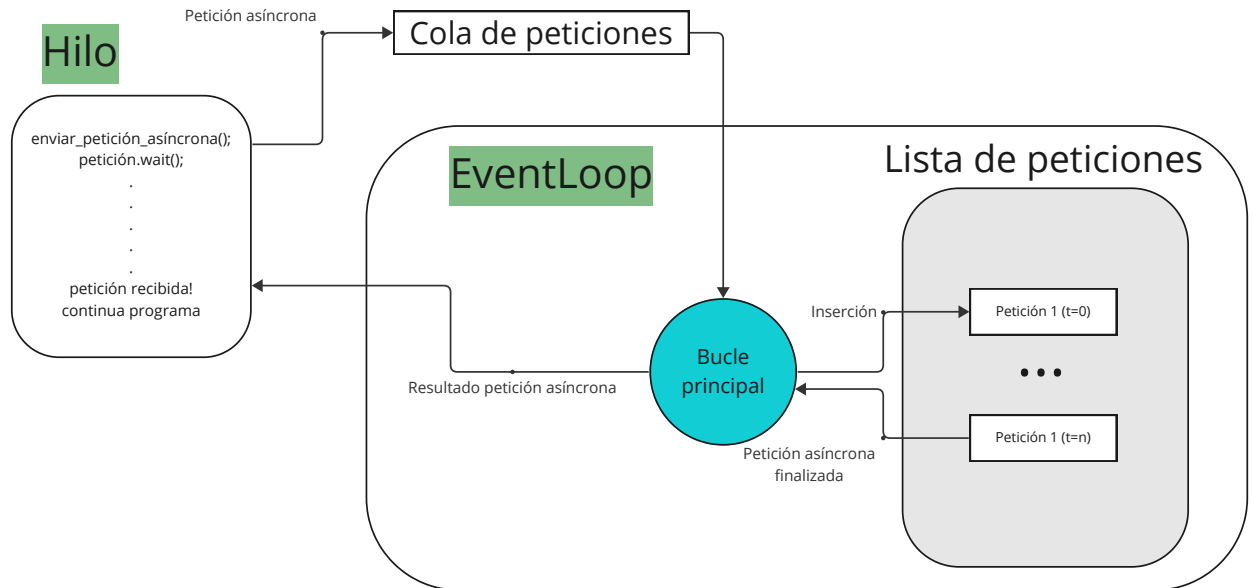 Petición asíncrona
Cola de peticiones
Hilo
enviar_petición_asíncrona();
petición.wait();
.
.
.
.
.
petición recibida!
continua programa
EventLoop
Lista de peticiones
Inserción
Petición 1 (t=0)
Bucle
principal
...
Resultado petición asíncrona
Petición 1 (t=n)
Petición asíncrona
finalizada